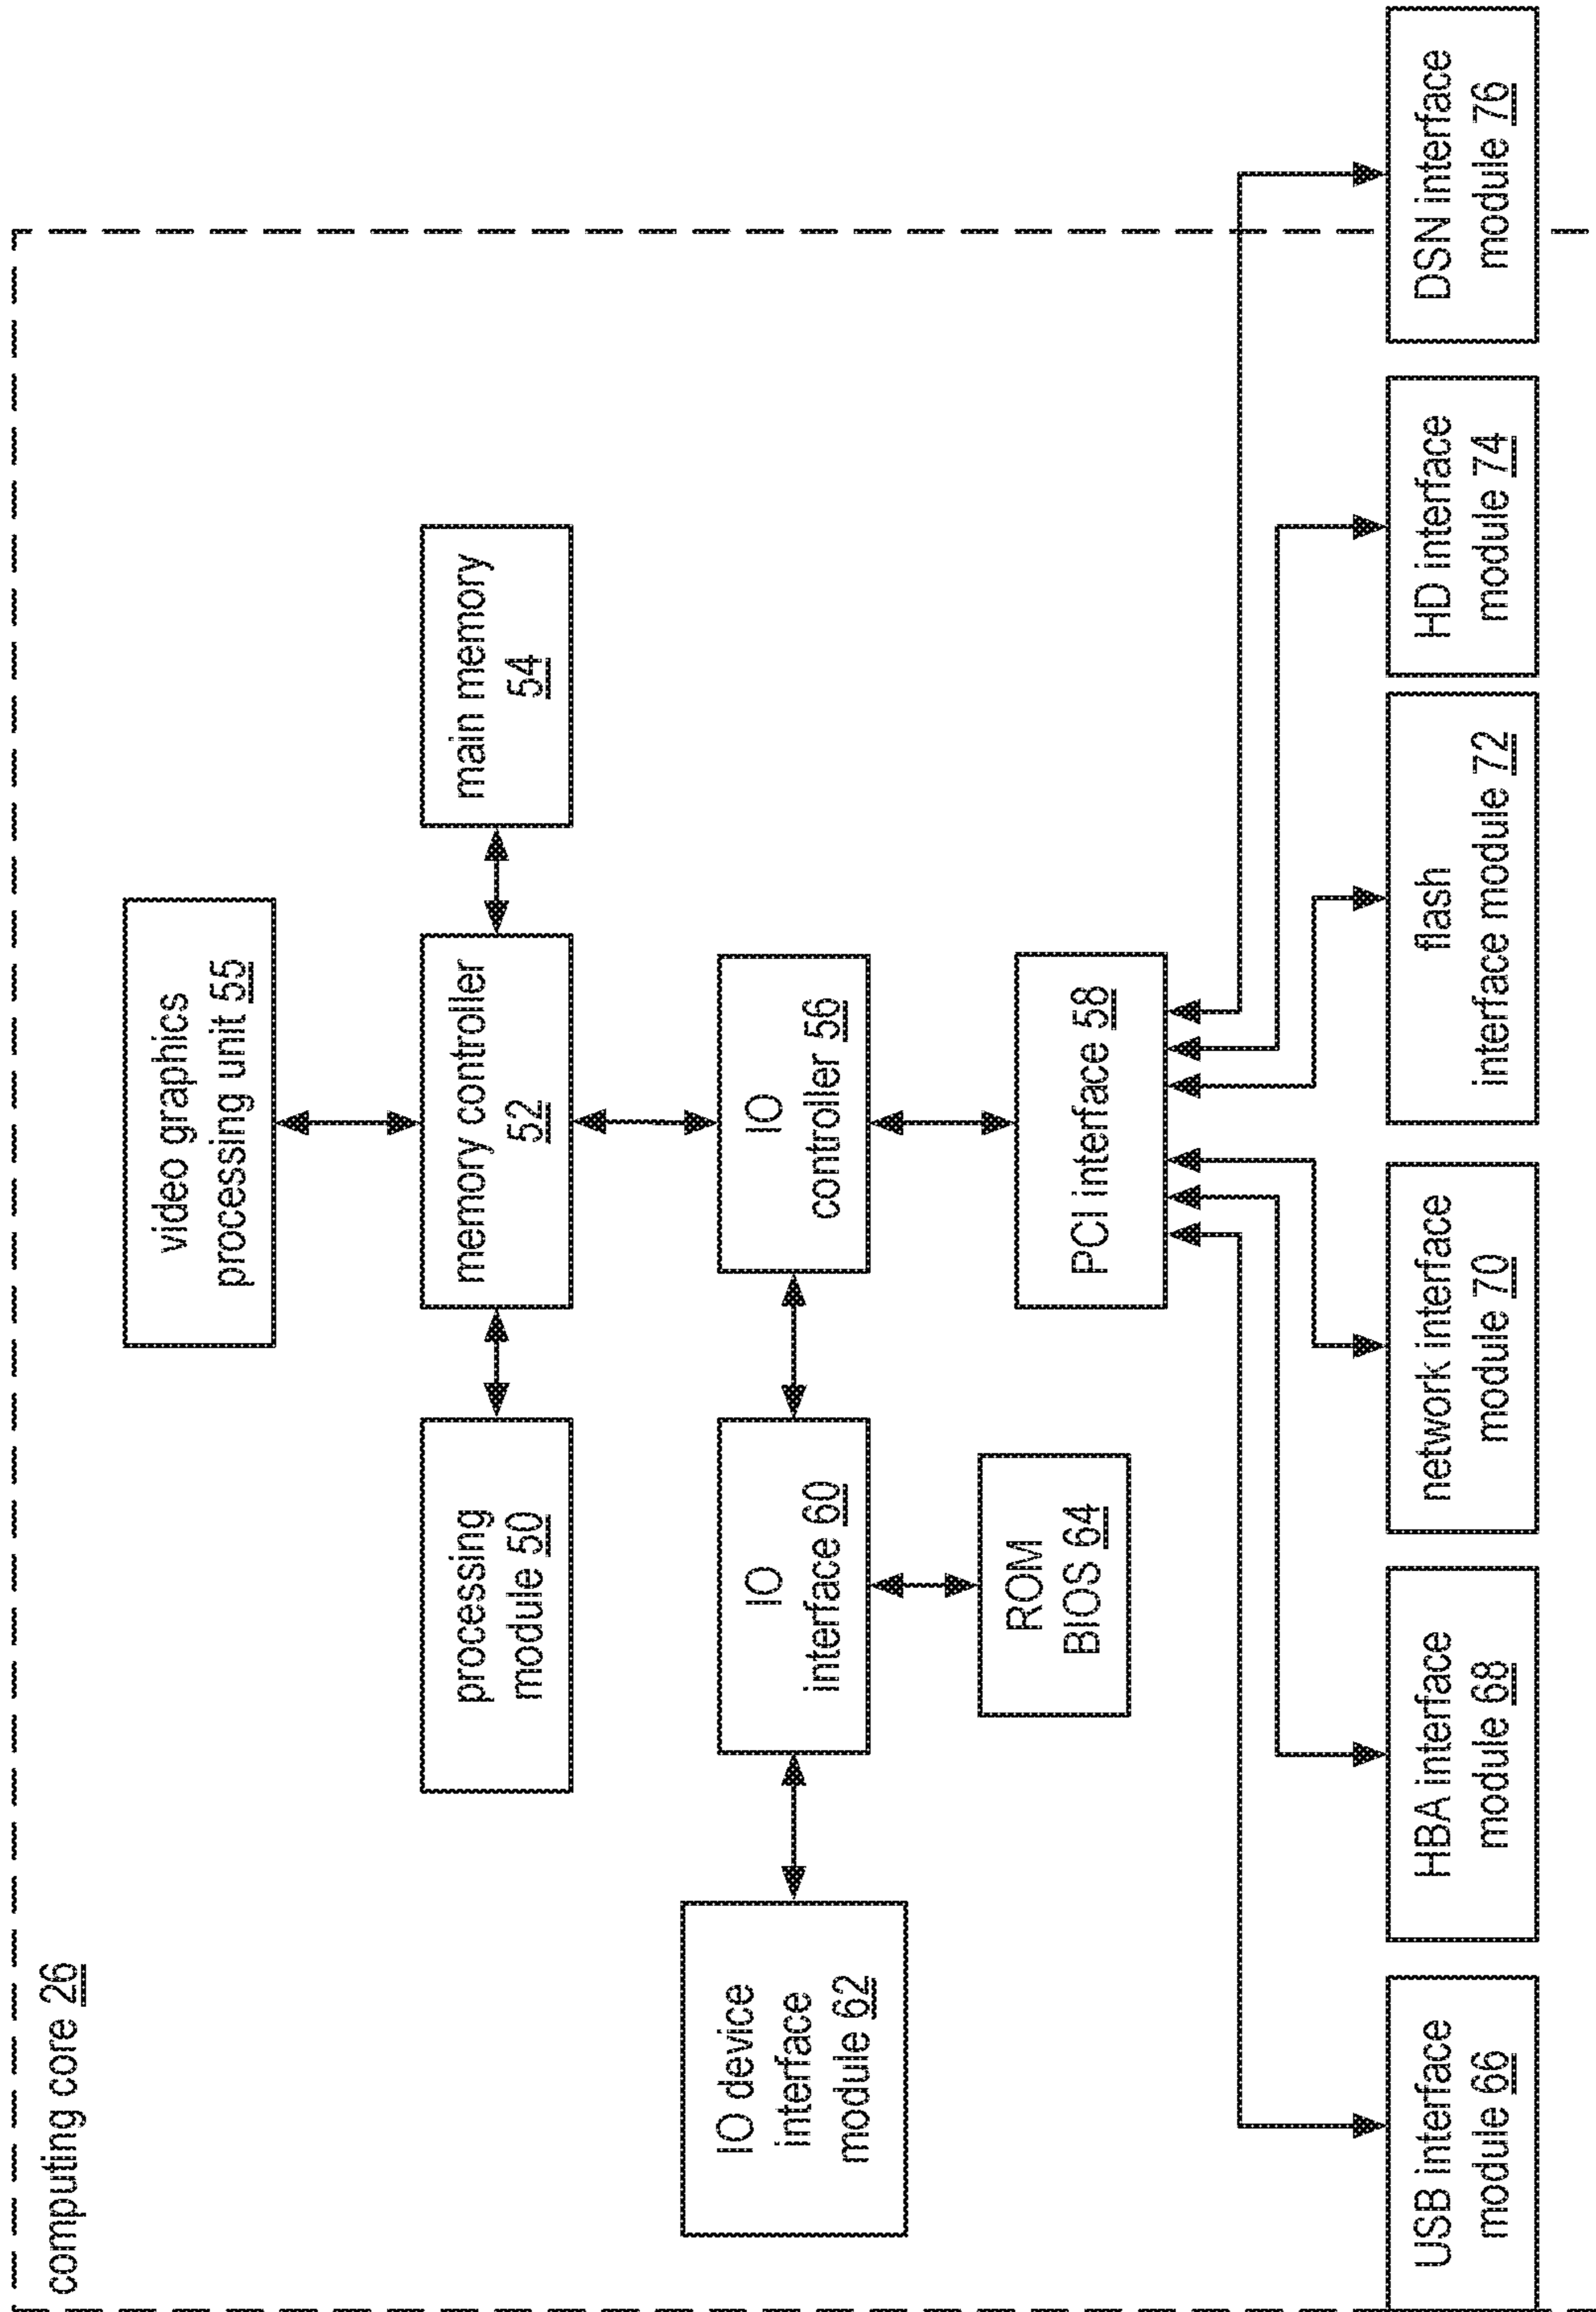 computing core 26
video graphics
processing unit 55
processing
module 50
memory controller
52
main memory
54
IO device
interface
module 62
IO
interface 60
IO
controller 56
ROM
BIOS 64
PCI interface 58
USB interface
module 66
HBA interface
module 68
network interface
module 70
flash
interface module 72
HD interface
module 74
DSN interface
module 76